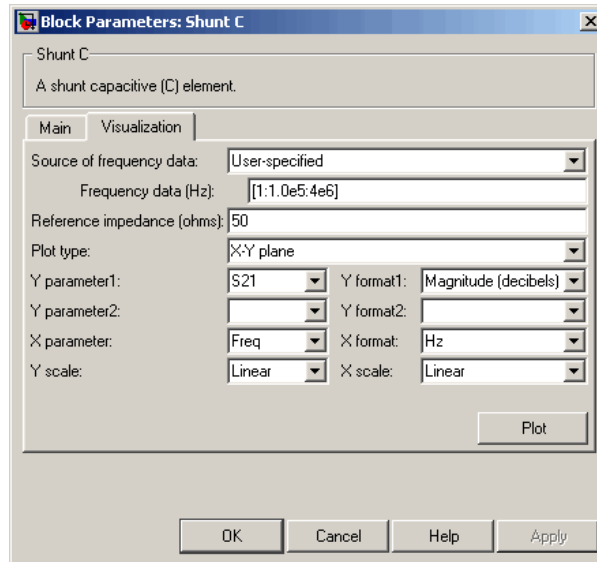 Block Parameters: Shunt C
Shunt C
A shunt capacitive (C) element.
Main Visualization
Source of frequency data: User-specified
Frequency data (Hz): [1:1.0e5:4e6]
Reference impedance (ohms): 50
Plot type: X-Y plane
Y parameter1: S21 Y format1: Magnitude (decibels)
Y parameter2: Y format2:
X parameter: Freq X format: Hz
Y scale: Linear X scale: Linear
Plot
OK Cancel Help Apply